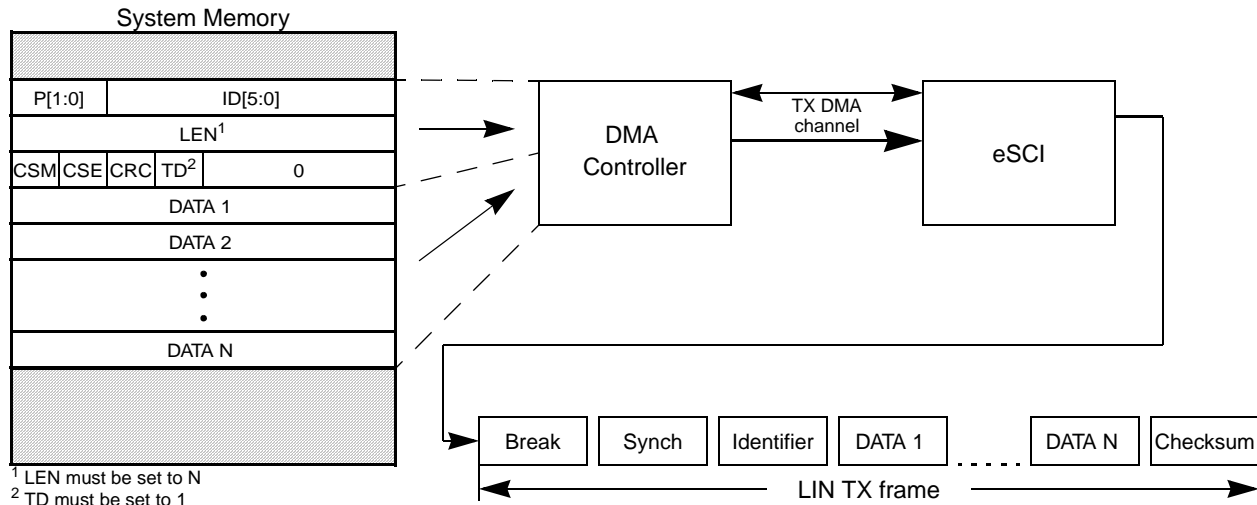 System Memory
P[1:0] ID[5:0]
LEN1
CSM CSE CRC TD2 0
DATA 1
DATA 2
DATA N
1 LEN must be set to N
2 TD must be set to 1
DMA
Controller
TX DMA
channel
eSCI
Break Synch Identifier DATA 1 DATA N Checksum
LIN TX frame